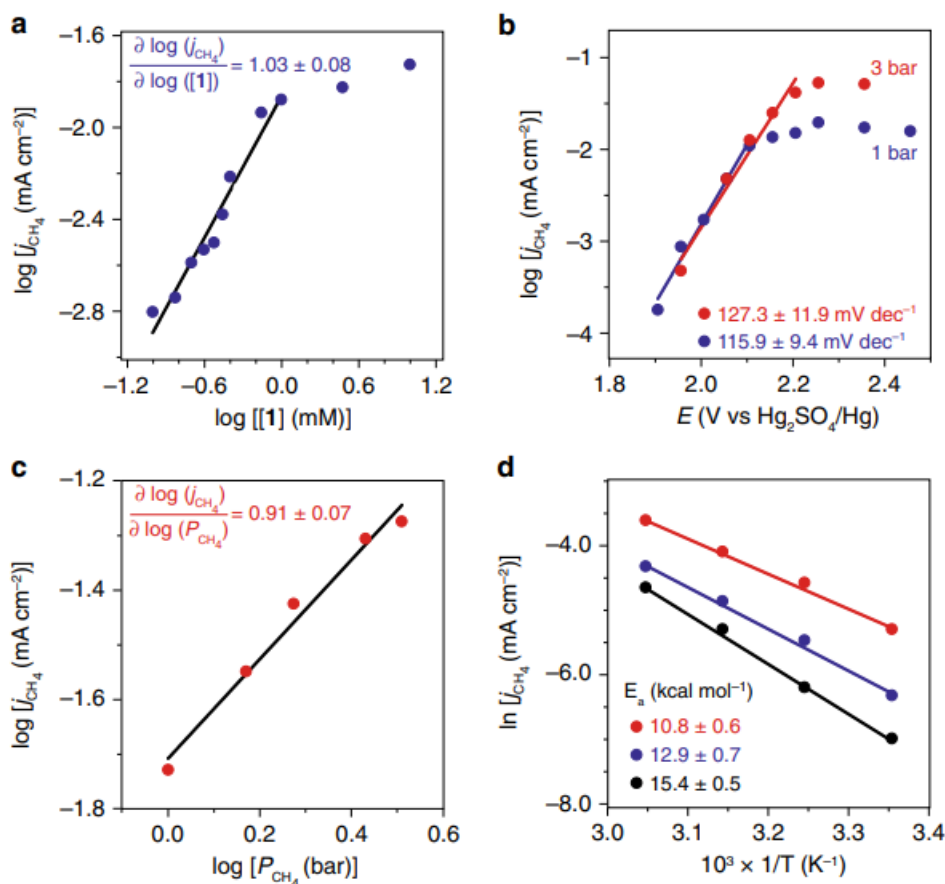 a
∂ log (j_CH₄)
∂ log ([1])
= 1.03 ± 0.08
−1.6
−2.0
−2.4
−2.8
log [j_CH₄ (mA cm⁻²)]
−1.2
−0.6
0.0
0.6
1.2
log [[1] (mM)]
b
−1
−2
−3
−4
log [j_CH₄ (mA cm⁻²)]
3 bar
1 bar
127.3 ± 11.9 mV dec⁻¹
115.9 ± 9.4 mV dec⁻¹
1.8
2.0
2.2
2.4
E (V vs Hg₂SO₄/Hg)
c
∂ log (j_CH₄)
∂ log (P_CH₄)
= 0.91 ± 0.07
−1.2
−1.4
−1.6
−1.8
log [j_CH₄ (mA cm⁻²)]
0.0
0.2
0.4
0.6
log [P_CH₄ (bar)]
d
−4.0
−6.0
−8.0
ln [j_CH₄ (mA cm⁻²)]
E_a (kcal mol⁻¹)
10.8 ± 0.6
12.9 ± 0.7
15.4 ± 0.5
3.0
3.1
3.2
3.3
3.4
10³ × 1/T (K⁻¹)